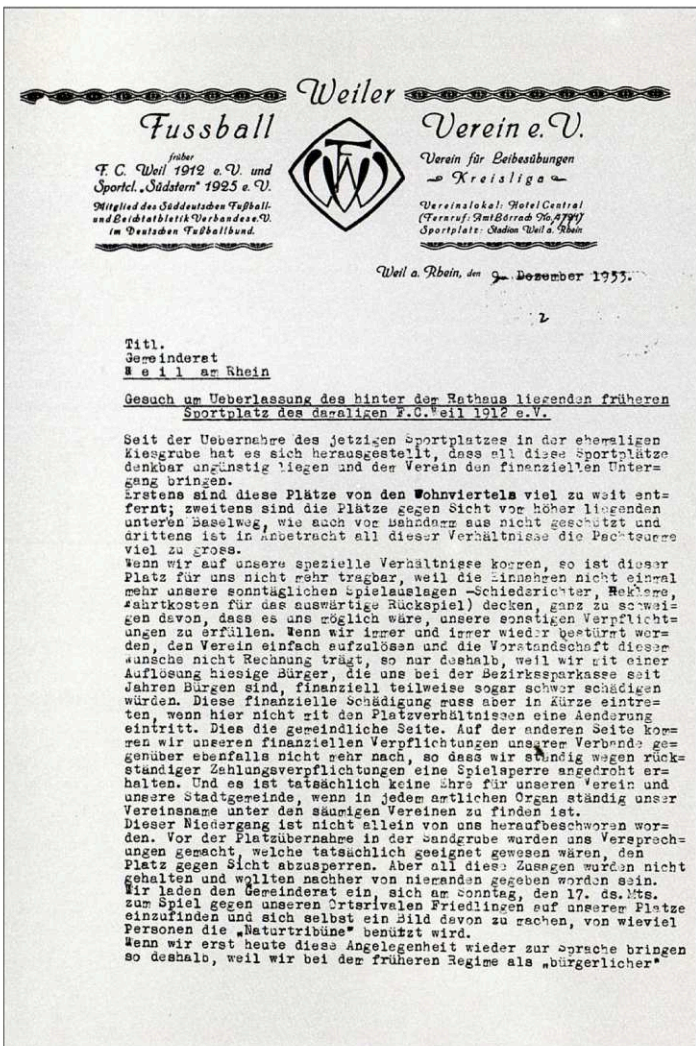 Weiler
Fussball Verein e.V.
früher
F. C. Weil 1912 e. V. und
Sportcl. „Südstern“ 1925 e. V.
Mitglied des Süddeutschen Fußball-
und Leichtathletik Verbandes e.V.
im Deutschen Fußballbund.
Verein für Leibesübungen
Kreisliga
Vereinslokal: Hotel Central
(Fernruf: Amt Lörrach No.
Sportplatz: Stadion Weil a. Rhein
Weil a. Rhein, den 9. Dezember 1933.
2
Titl.
Gemeinderat
Weil am Rhein
Gesuch um Ueberlassung des hinter dem Rathaus liegenden früheren
Sportplatz des damaligen F.C.Weil 1912 e.V.
Seit der Uebernahme des jetzigen Sportplatzes in der ehemaligen
Kiesgrube hat es sich herausgestellt, dass all diese Sportplätze
denkbar ungünstig liegen und dem Verein den finanziellen Unter=
gang bringen.
Erstens sind diese Plätze von den Wohnvierteln viel zu weit ent=
fernt; zweitens sind die Plätze gegen Sicht vom höher liegenden
unteren Baselweg, wie auch vom Bahndamm aus nicht geschützt und
drittens ist in Anbetracht all dieser Verhältnisse die Pachtsumme
viel zu gross.
Wenn wir auf unsere spezielle Verhältnisse kommen, so ist dieser
Platz für uns nicht mehr tragbar, weil die Einnahmen nicht einmal
mehr unsere sonntäglichen Spielauslagen -Schiedsrichter, Reklame,
Fahrtkosten für das auswärtige Rückspiel) decken, ganz zu schwei=
gen davon, dass es uns möglich wäre, unsere sonstigen Verpflicht=
ungen zu erfüllen. Wenn wir immer und immer wieder bestürmt wer=
den, den Verein einfach aufzulösen und die Vorstandschaft diesem
Wunsche nicht Rechnung trägt, so nur deshalb, weil wir mit einer
Auflösung hiesige Bürger, die uns bei der Bezirkssparkasse seit
Jahren Bürgen sind, finanziell teilweise sogar schwer schädigen
würden. Diese finanzielle Schädigung muss aber in Kürze eintre=
ten, wenn hier nicht mit den Platzverhältnissen eine Aenderung
eintritt. Dies die gemeindliche Seite. Auf der anderen Seite kom=
men wir unseren finanziellen Verpflichtungen unserem Verbande ge=
genüber ebenfalls nicht mehr nach, so dass wir ständig wegen rück=
ständiger Zahlungsverpflichtungen eine Spielsperre angedroht er=
halten. Und es ist tatsächlich keine Ehre für unseren Verein und
unsere Stadtgemeinde, wenn in jedem amtlichen Organ ständig unser
Vereinsname unter den säumigen Vereinen zu finden ist.
Dieser Niedergang ist nicht allein von uns heraufbeschworen wor=
den. Vor der Platzübernahme in der Sandgrube wurden uns Versprech=
ungen gemacht, welche tatsächlich geeignet gewesen wären, den
Platz gegen Sicht abzusperren. Aber all diese Zusagen wurden nicht
gehalten und wollten nachher von niemanden gegeben worden sein.
Wir laden den Gemeinderat ein, sich am Sonntag, den 17. ds. Mts.
zum Spiel gegen unseren Ortsrivalen Friedlingen auf unserem Platze
einzufinden und sich selbst ein Bild davon zu machen, von wieviel
Personen die „Naturtribüne“ benützt wird.
Wenn wir erst heute diese Angelegenheit wieder zur Sprache bringen
so deshalb, weil wir bei dem früheren Regime als „bürgerlicher“